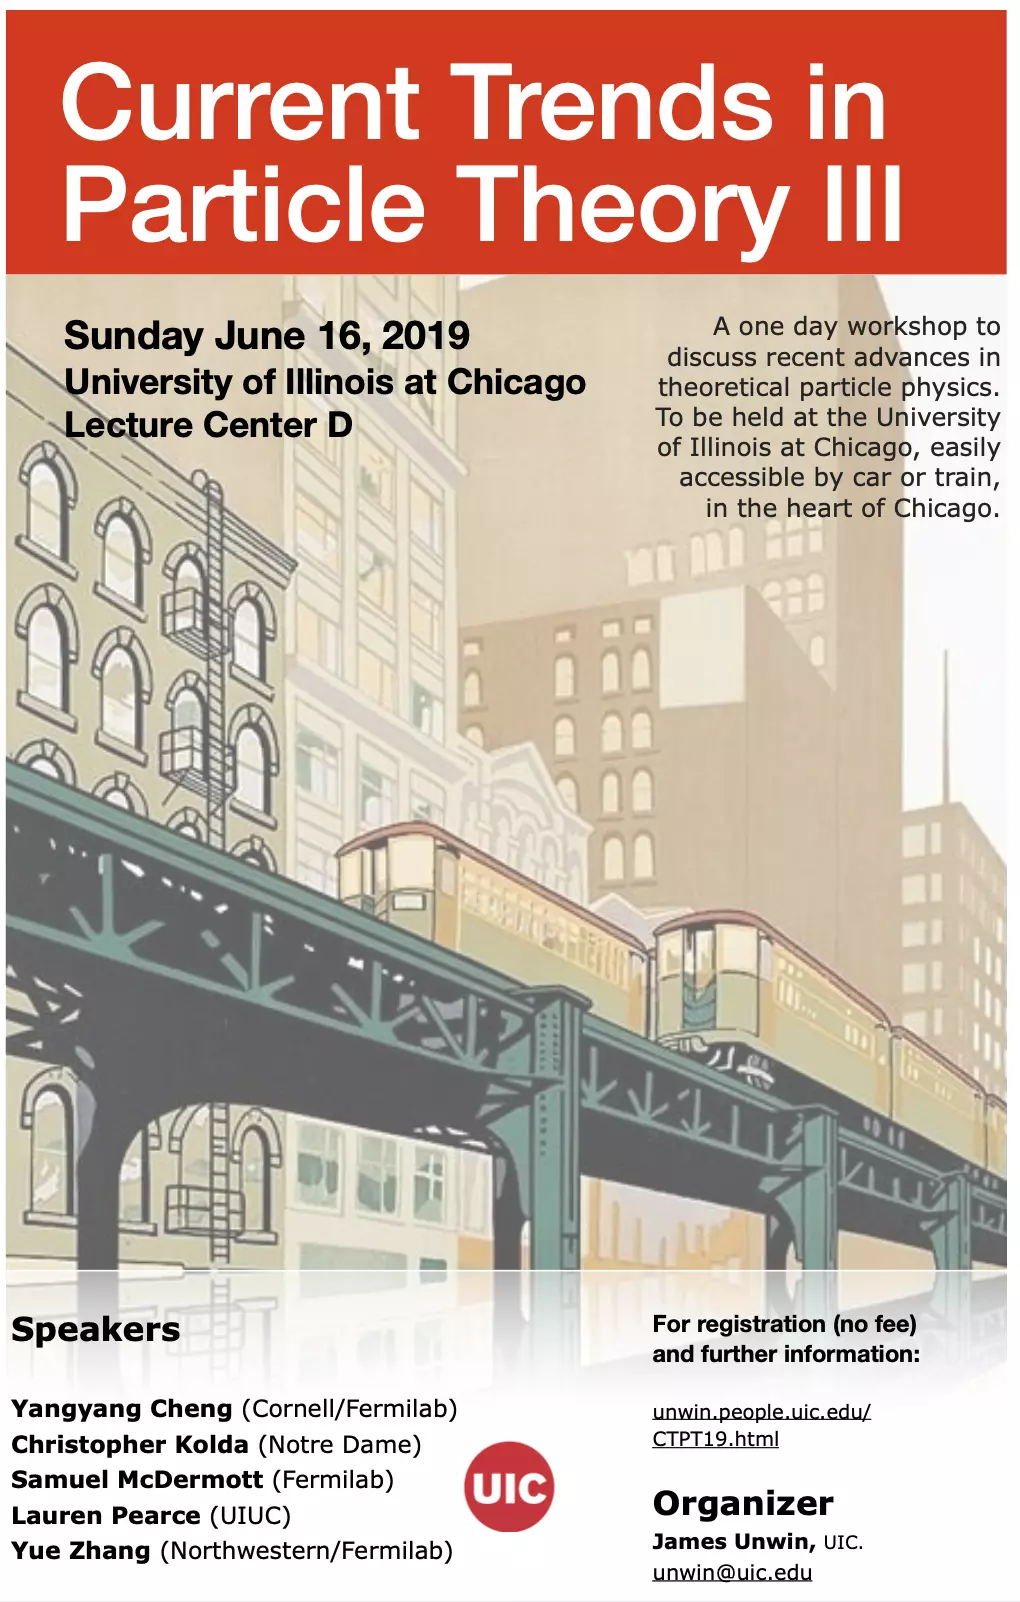 Current Trends in
Particle Theory III
Sunday June 16, 2019
University of Illinois at Chicago
Lecture Center D
A one day workshop to
discuss recent advances in
theoretical particle physics.
To be held at the University
of Illinois at Chicago, easily
accessible by car or train,
in the heart of Chicago.
Speakers
Yangyang Cheng (Cornell/Fermilab)
Christopher Kolda (Notre Dame)
Samuel McDermott (Fermilab)
Lauren Pearce (UIUC)
Yue Zhang (Northwestern/Fermilab)
UIC
For registration (no fee)
and further information:
unwin.people.uic.edu/
CTPT19.html
Organizer
James Unwin, UIC.
unwin@uic.edu